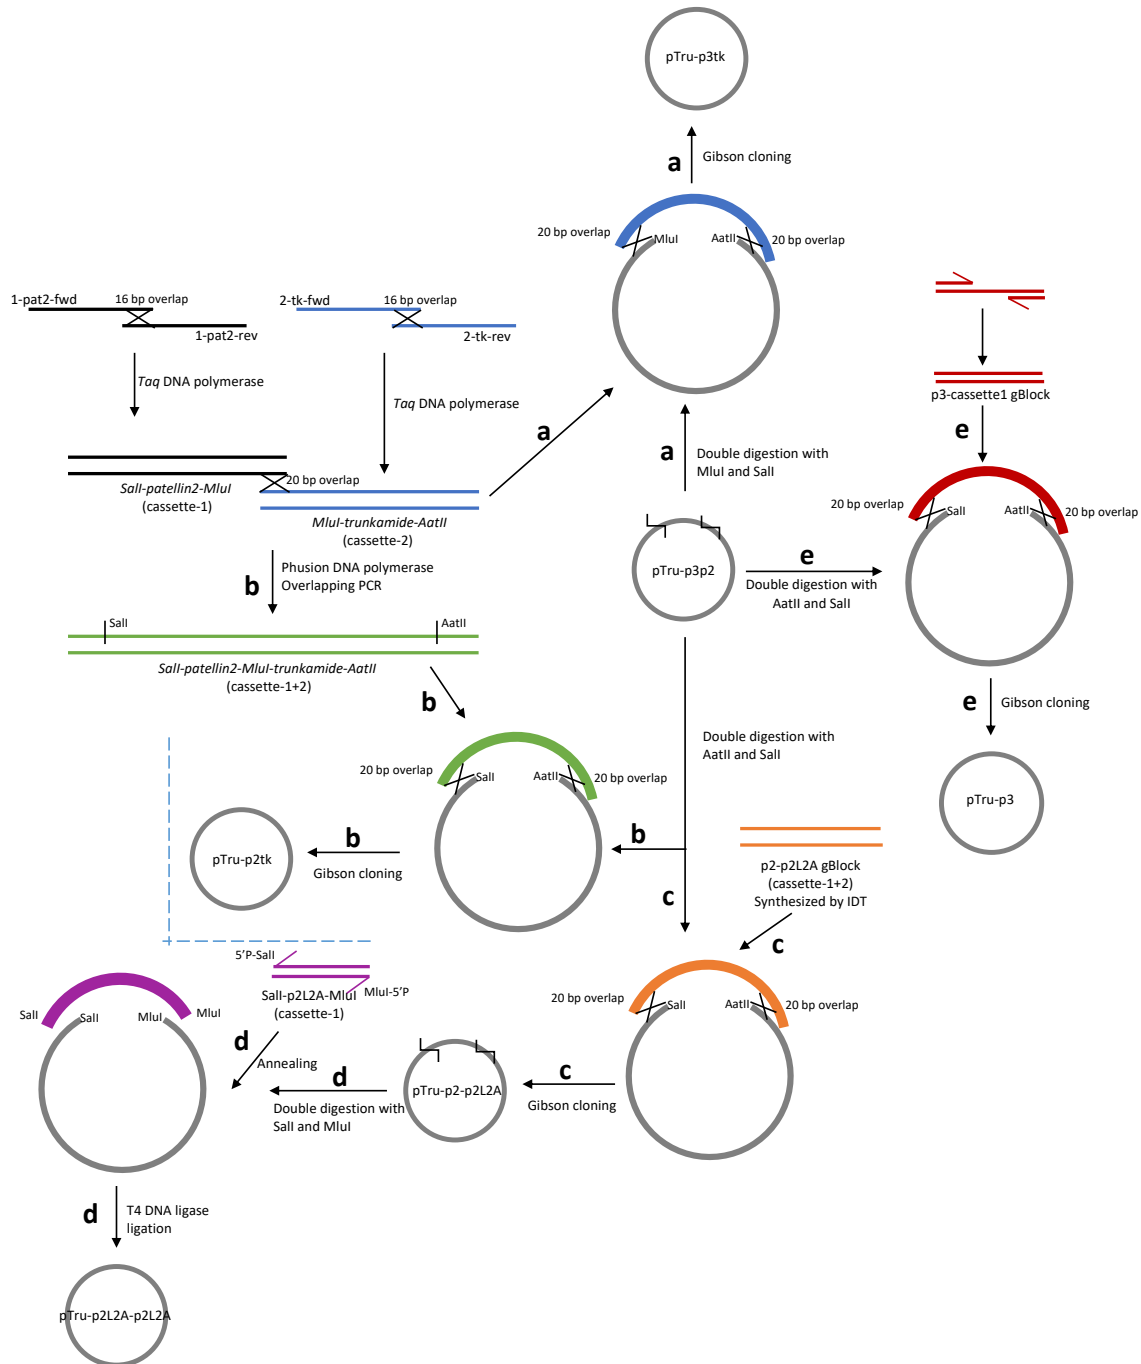 pTru-p3tk
a
Gibson cloning
20 bp overlap
MluI
AatII
20 bp overlap
1-pat2-fwd
16 bp overlap
1-pat2-rev
2-tk-fwd
16 bp overlap
2-tk-rev
Taq DNA polymerase
Taq DNA polymerase
p3-cassette1 gBlock
a
a
Double digestion with
MluI and SalI
e
20 bp overlap
SalI-patellin2-MluI
(cassette-1)
MluI-trunkamide-AatII
(cassette-2)
20 bp overlap
SalI
AatII
20 bp overlap
b
Phusion DNA polymerase
Overlapping PCR
pTru-p3p2
e
Double digestion with
AatII and SalI
SalI
AatII
SalI-patellin2-MluI-trunkamide-AatII
(cassette-1+2)
b
e
Gibson cloning
Double digestion with
AatII and SalI
20 bp overlap
SalI
AatII
20 bp overlap
pTru-p3
pTru-p2tk
b
Gibson cloning
b
c
p2-p2L2A gBlock
(cassette-1+2)
Synthesized by IDT
c
5'P-SalI
SalI-p2L2A-MluI
(cassette-1)
MluI-5'P
20 bp overlap
SalI
AatII
20 bp overlap
SalI
SalI
MluI
MluI
d
Annealing
d
Double digestion with
SalI and MluI
pTru-p2-p2L2A
c
Gibson cloning
d
T4 DNA ligase
ligation
pTru-p2L2A-p2L2A